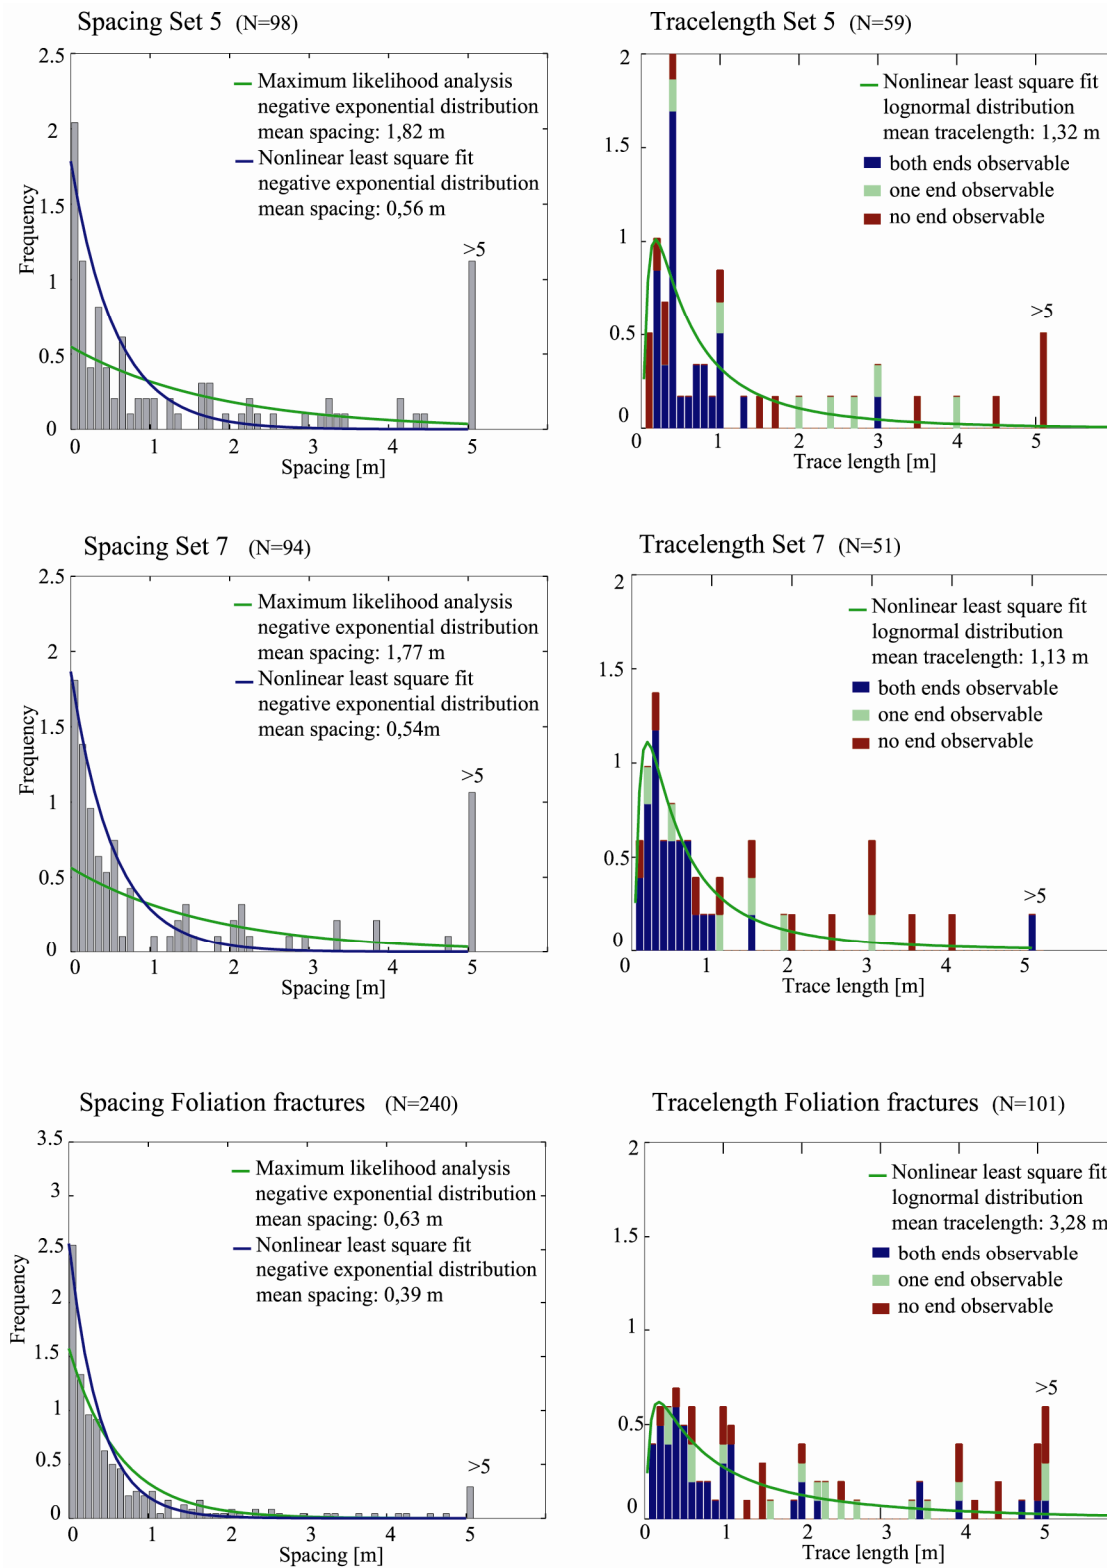 Spacing Set 5 (N=98)
2.5
2
1.5
1
0.5
0
Frequency
Maximum likelihood analysis
negative exponential distribution
mean spacing: 1,82 m
Nonlinear least square fit
negative exponential distribution
mean spacing: 0,56 m
>5
0 1 2 3 4 5
Spacing [m]
Tracelength Set 5 (N=59)
2
1.5
1
0.5
0
Nonlinear least square fit
lognormal distribution
mean tracelength: 1,32 m
both ends observable
one end observable
no end observable
>5
0 1 2 3 4 5
Trace length [m]
Spacing Set 7 (N=94)
2.5
2
1.5
1
0.5
0
Frequency
Maximum likelihood analysis
negative exponential distribution
mean spacing: 1,77 m
Nonlinear least square fit
negative exponential distribution
mean spacing: 0,54m
>5
0 1 2 3 4 5
Spacing [m]
Tracelength Set 7 (N=51)
2
1.5
1
0.5
0
Nonlinear least square fit
lognormal distribution
mean tracelength: 1,13 m
both ends observable
one end observable
no end observable
>5
0 1 2 3 4 5
Trace length [m]
Spacing Foliation fractures (N=240)
3.5
3
2.5
2
1.5
1
0.5
0
Frequency
Maximum likelihood analysis
negative exponential distribution
mean spacing: 0,63 m
Nonlinear least square fit
negative exponential distribution
mean spacing: 0,39 m
>5
0 1 2 3 4 5
Spacing [m]
Tracelength Foliation fractures (N=101)
2
1.5
1
0.5
0
Nonlinear least square fit
lognormal distribution
mean tracelength: 3,28 m
both ends observable
one end observable
no end observable
>5
0 1 2 3 4 5
Trace length [m]